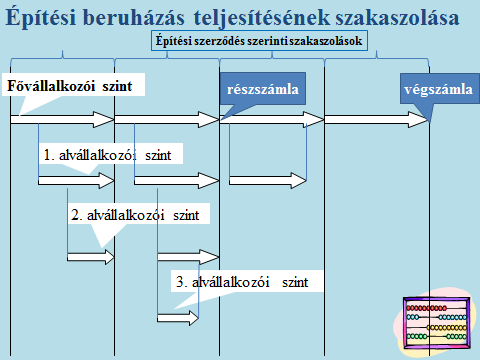 Építési beruházás teljesítésének szakaszolása
Építési szerződés szerinti szakaszolások
Fővállalkozói szint
részszámla
végszámla
1. alvállalkozói szint
2. alvállalkozói szint
3. alvállalkozói szint